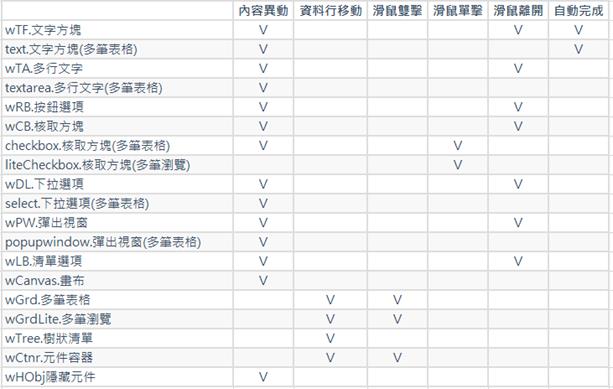 內容異動 資料行移動 滑鼠雙擊 滑鼠單擊 滑鼠離開 自動完成
wTF.文字方塊 V V V
text.文字方塊(多筆表格) V V
wTA.多行文字 V V
textarea.多行文字(多筆表格) V
wRB.按鈕選項 V V
wCB.核取方塊 V V
checkbox.核取方塊(多筆表格) V V
liteCheckbox.核取方塊(多筆瀏覽) V
wDL.下拉選項 V V
select.下拉選項(多筆表格) V
wPW.彈出視窗 V V
popupwindow.彈出視窗(多筆表格) V
wLB.清單選項 V V
wCanvas.畫布 V
wGrd.多筆表格 V V
wGrdLite.多筆瀏覽 V V
wTree.樹狀清單 V
wCtnr.元件容器 V V
wHObj隱藏元件 V